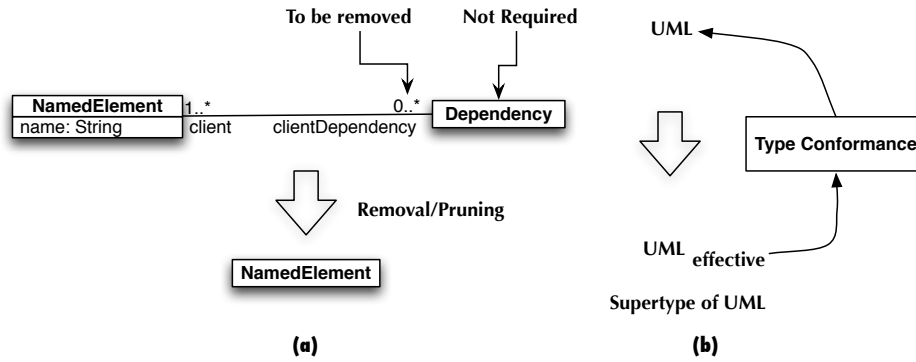 To be removed
Not Required
NamedElement
name: String
1..*
client
0..*
clientDependency
Dependency
Removal/Pruning
NamedElement
(a)
UML
Type Conformance
UML effective
Supertype of UML
(b)